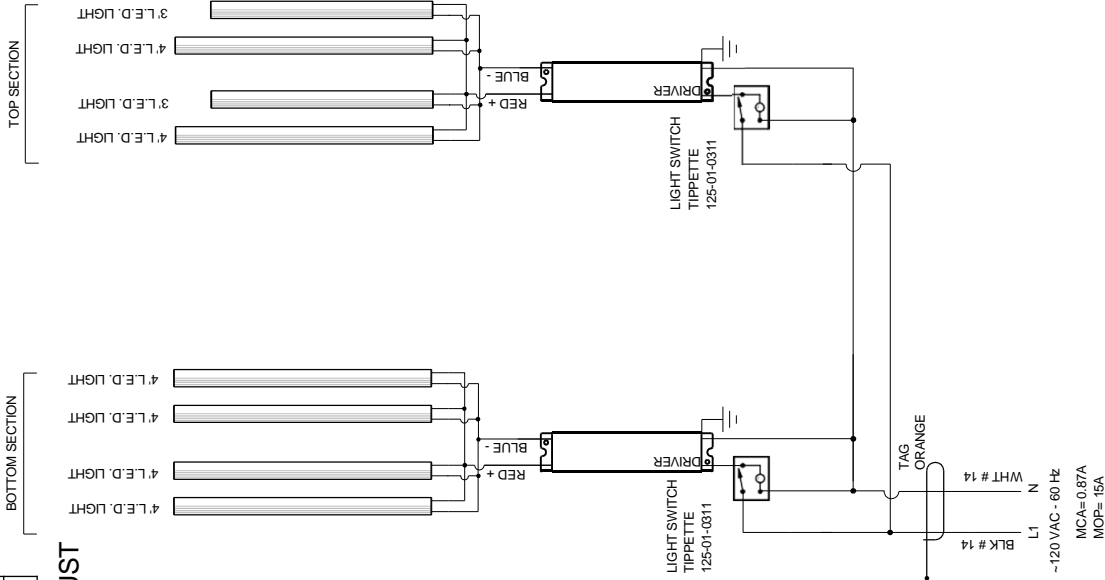 TOP SECTION
3' L.E.D. LIGHT
4' L.E.D. LIGHT
3' L.E.D. LIGHT
4' L.E.D. LIGHT
BLUE -
RED +
DRIVER
LIGHT SWITCH
TIPPETTE
125-01-0311
BOTTOM SECTION
4' L.E.D. LIGHT
4' L.E.D. LIGHT
4' L.E.D. LIGHT
4' L.E.D. LIGHT
BLUE -
RED +
DRIVER
LIGHT SWITCH
TIPPETTE
125-01-0311
UST
TAG
ORANGE
WHT # 14
BLK # 14
N
L1
~120 VAC - 60 Hz
MCA= 0.87A
MOP= 15A